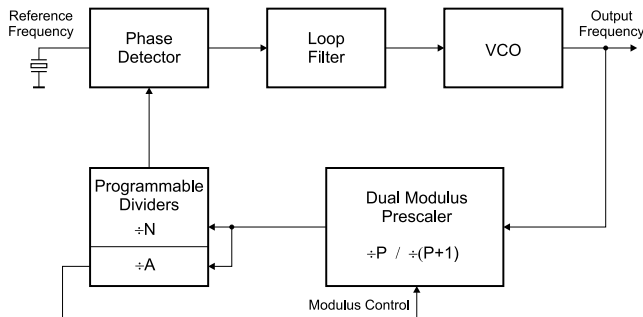 Reference
Frequency
Phase
Detector
Loop
Filter
VCO
Output
Frequency
Programmable
Dividers
÷N
÷A
Dual Modulus
Prescaler
÷P / ÷(P+1)
Modulus Control